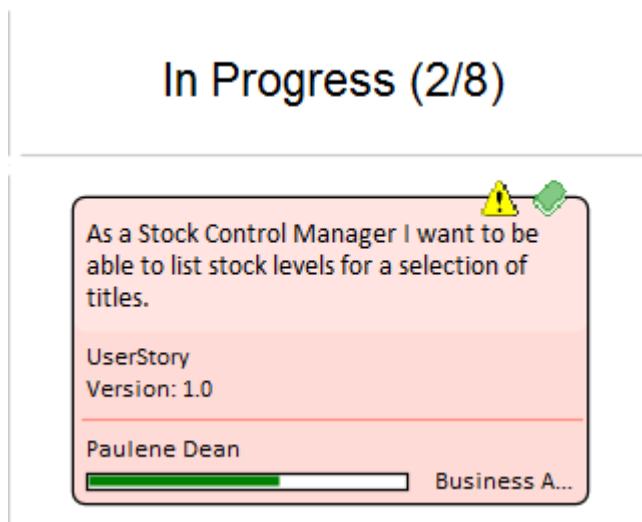 In Progress (2/8)
As a Stock Control Manager I want to be
able to list stock levels for a selection of
titles.
UserStory
Version: 1.0
Paulene Dean
Business A...